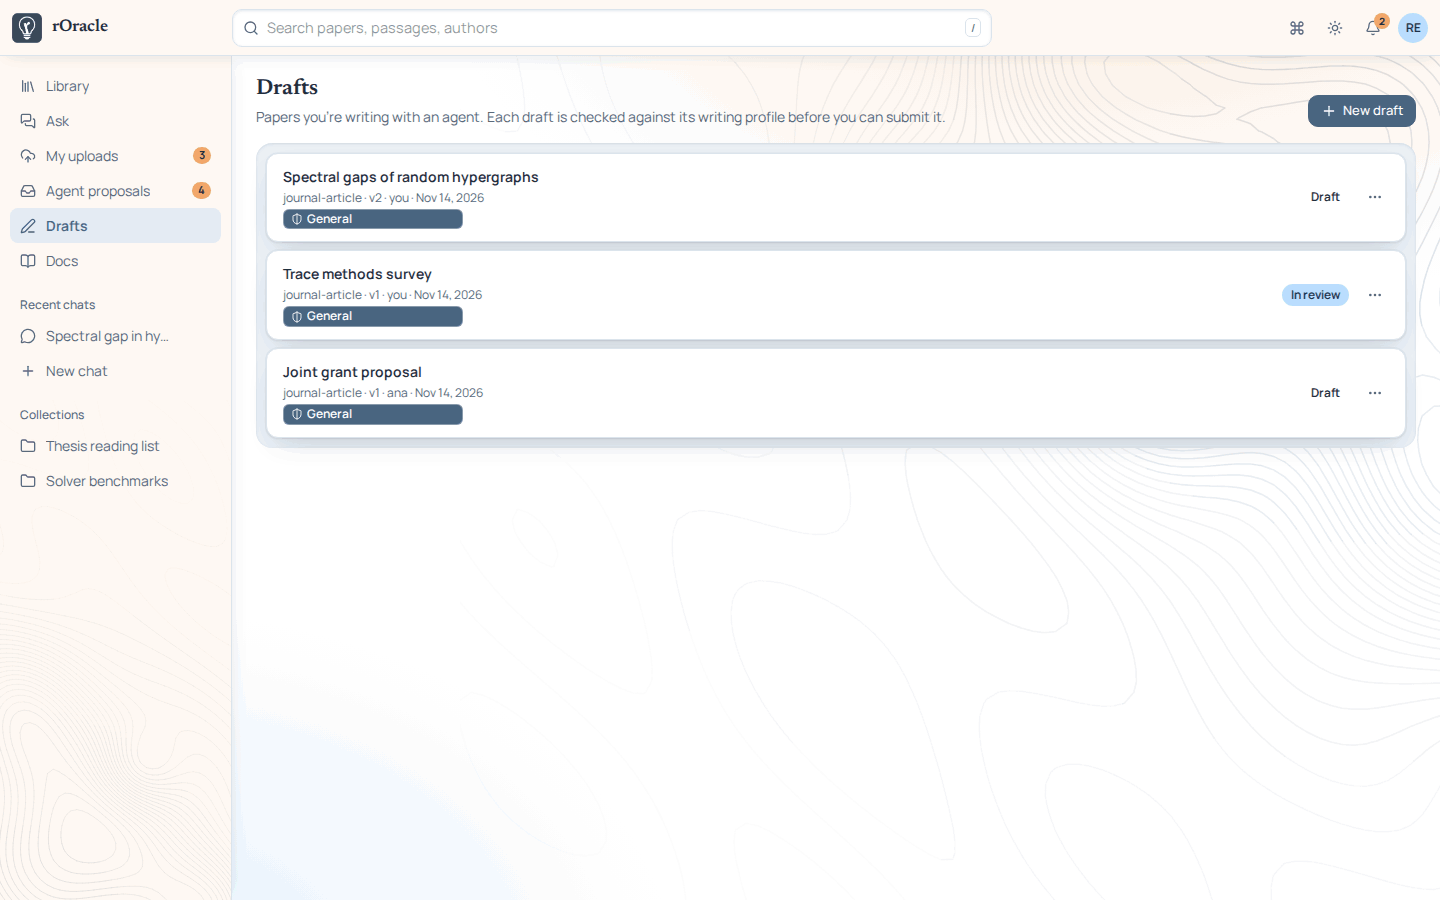 rOracle
Search papers, passages, authors
/
2
RE
Library
Ask
My uploads
3
Agent proposals
4
Drafts
Docs
Recent chats
Spectral gap in hy...
New chat
Collections
Thesis reading list
Solver benchmarks
Drafts
Papers you're writing with an agent. Each draft is checked against its writing profile before you can submit it.
New draft
Spectral gaps of random hypergraphs
journal-article · v2 · you · Nov 14, 2026
General
Draft
Trace methods survey
journal-article · v1 · you · Nov 14, 2026
General
In review
Joint grant proposal
journal-article · v1 · ana · Nov 14, 2026
General
Draft